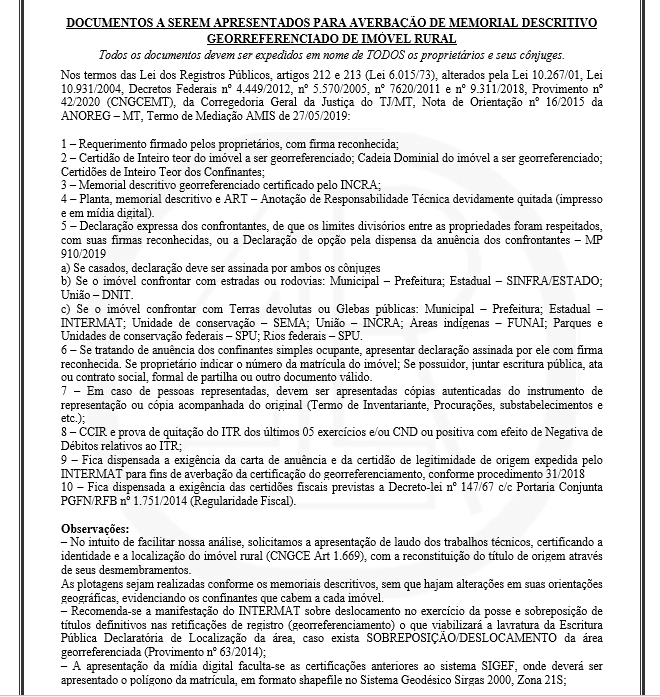 DOCUMENTOS A SEREM APRESENTADOS PARA AVERBACÃO DE MEMORIAL DESCRITIVO
GEORREFERENCIADO DE IMÓVEL RURAL
Todos os documentos devem ser expedidos em nome de TODOS os proprietários e seus cônjuges.
Nos termos das Lei dos Registros Públicos, artigos 212 e 213 (Lei 6.015/73), alterados pela Lei 10.267/01, Lei
10.931/2004, Decretos Federais nº 4.449/2012, nº 5.570/2005, nº 7620/2011 e nº 9.311/2018, Provimento nº
42/2020 (CNGCEMT), da Corregedoria Geral da Justiça do TJ/MT, Nota de Orientação nº 16/2015 da
ANOREG – MT, Termo de Mediação AMIS de 27/05/2019:
1 – Requerimento firmado pelos proprietários, com firma reconhecida;
2 – Certidão de Inteiro teor do imóvel a ser georreferenciado; Cadeia Dominial do imóvel a ser georreferenciado;
Certidões de Inteiro Teor dos Confinantes;
3 – Memorial descritivo georreferenciado certificado pelo INCRA;
4 – Planta, memorial descritivo e ART – Anotação de Responsabilidade Técnica devidamente quitada (impresso
e em mídia digital).
5 – Declaração expressa dos confrontantes, de que os limites divisórios entre as propriedades foram respeitados,
com suas firmas reconhecidas, ou a Declaração de opção pela dispensa da anuência dos confrontantes – MP
910/2019
a) Se casados, declaração deve ser assinada por ambos os cônjuges
b) Se o imóvel confrontar com estradas ou rodovias: Municipal – Prefeitura; Estadual – SINFRA/ESTADO;
União – DNIT.
c) Se o imóvel confrontar com Terras devolutas ou Glebas públicas: Municipal – Prefeitura; Estadual –
INTERMAT; Unidade de conservação – SEMA; União – INCRA; Áreas indígenas – FUNAI; Parques e
Unidades de conservação federais – SPU; Rios federais – SPU.
6 – Se tratando de anuência dos confinantes simples ocupante, apresentar declaração assinada por ele com firma
reconhecida. Se proprietário indicar o número da matrícula do imóvel; Se possuidor, juntar escritura pública, ata
ou contrato social, formal de partilha ou outro documento válido.
7 – Em caso de pessoas representadas, devem ser apresentadas cópias autenticadas do instrumento de
representação ou cópia acompanhada do original (Termo de Inventariante, Procurações, substabelecimentos e
etc.);
8 – CCIR e prova de quitação do ITR dos últimos 05 exercícios e/ou CND ou positiva com efeito de Negativa de
Débitos relativos ao ITR;
9 – Fica dispensada a exigência da carta de anuência e da certidão de legitimidade de origem expedida pelo
INTERMAT para fins de averbação da certificação do georreferenciamento, conforme procedimento 31/2018
10 – Fica dispensada a exigência das certidões fiscais previstas a Decreto-lei nº 147/67 c/c Portaria Conjunta
PGFN/RFB nº 1.751/2014 (Regularidade Fiscal).
Observações:
– No intuito de facilitar nossa análise, solicitamos a apresentação de laudo dos trabalhos técnicos, certificando a
identidade e a localização do imóvel rural (CNGCE Art 1.669), com a reconstituição do título de origem através
de seus desmembramentos.
As plotagens sejam realizadas conforme os memoriais descritivos, sem que hajam alterações em suas orientações
geográficas, evidenciando os confinantes que cabem a cada imóvel.
– Recomenda-se a manifestação do INTERMAT sobre deslocamento no exercício da posse e sobreposição de
títulos definitivos nas retificações de registro (georreferenciamento) o que viabilizará a lavratura da Escritura
Pública Declaratória de Localização da área, caso exista SOBREPOSIÇÃO/DESLOCAMENTO da área
georreferenciada (Provimento nº 63/2014);
– A apresentação da mídia digital faculta-se as certificações anteriores ao sistema SIGEF, onde deverá ser
apresentado o polígono da matrícula, em formato shapefile no Sistema Geodésico Sirgas 2000, Zona 21S;